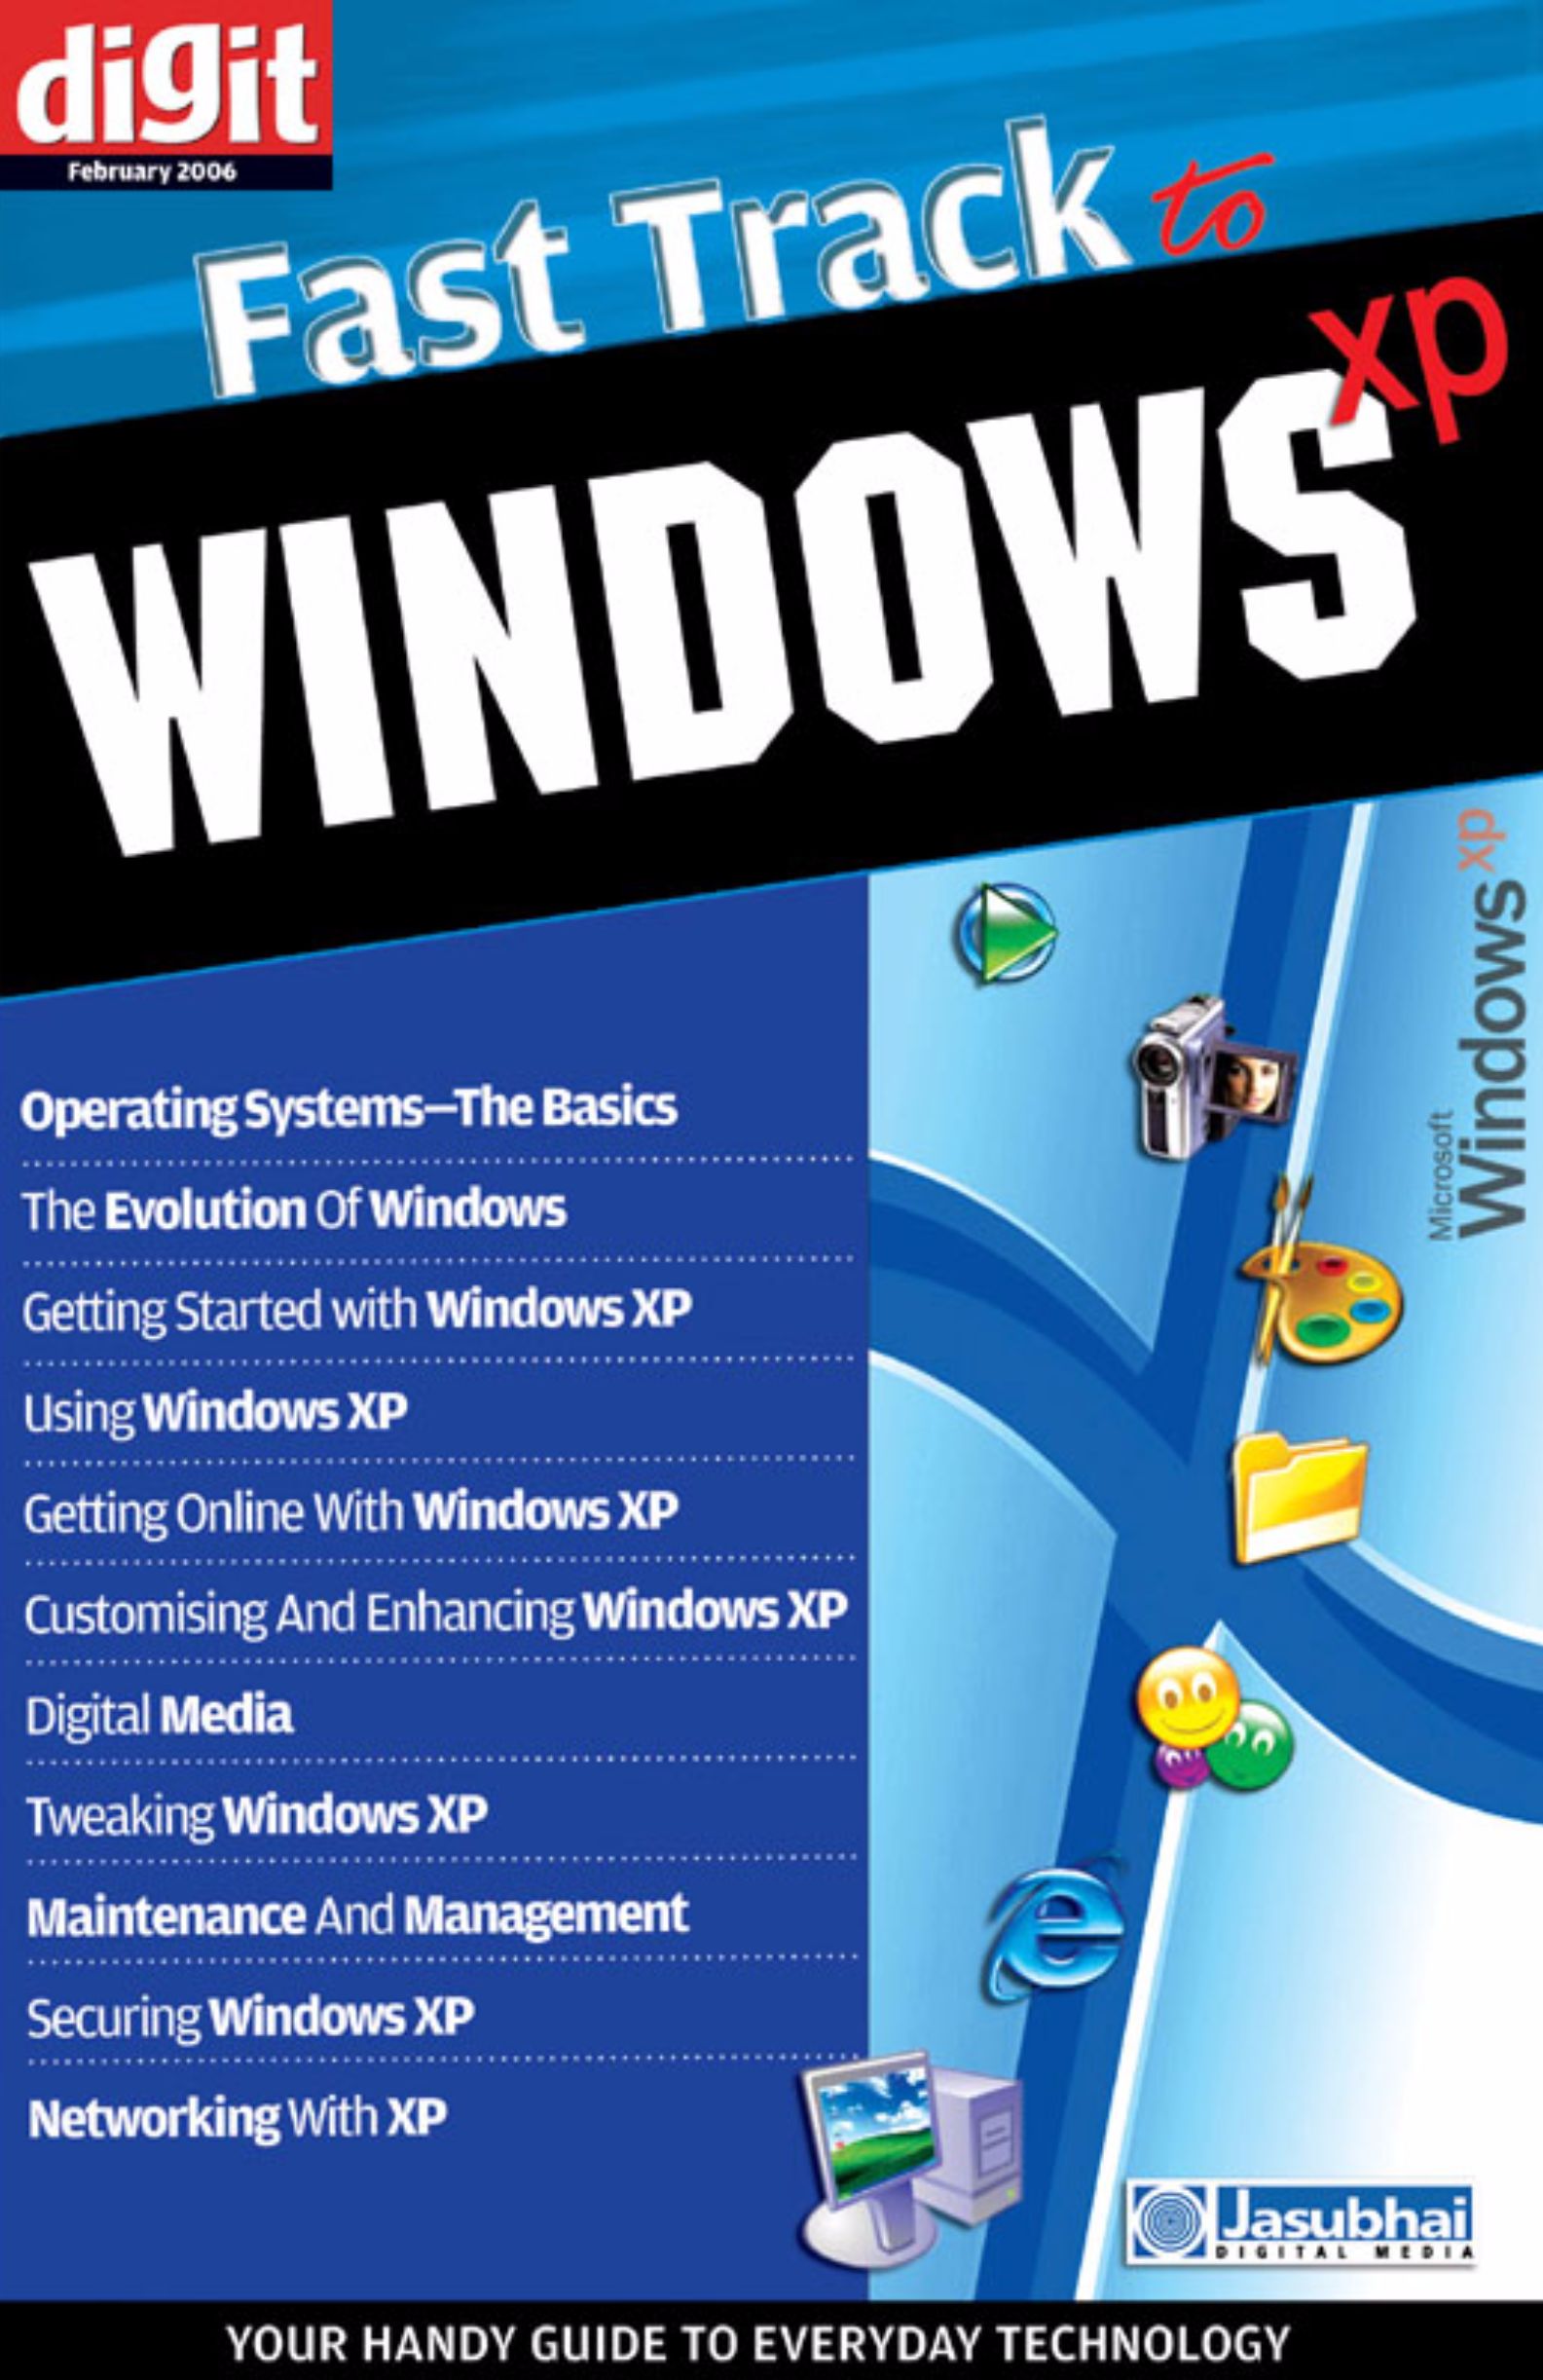 digit
February 2006
Fast Track to
WINDOWS xp
Microsoft
Windows xp
Operating Systems—The Basics
The Evolution Of Windows
Getting Started with Windows XP
Using Windows XP
Getting Online With Windows XP
Customising And Enhancing Windows XP
Digital Media
Tweaking Windows XP
Maintenance And Management
Securing Windows XP
Networking With XP
Jasubhai
DIGITAL MEDIA
YOUR HANDY GUIDE TO EVERYDAY TECHNOLOGY